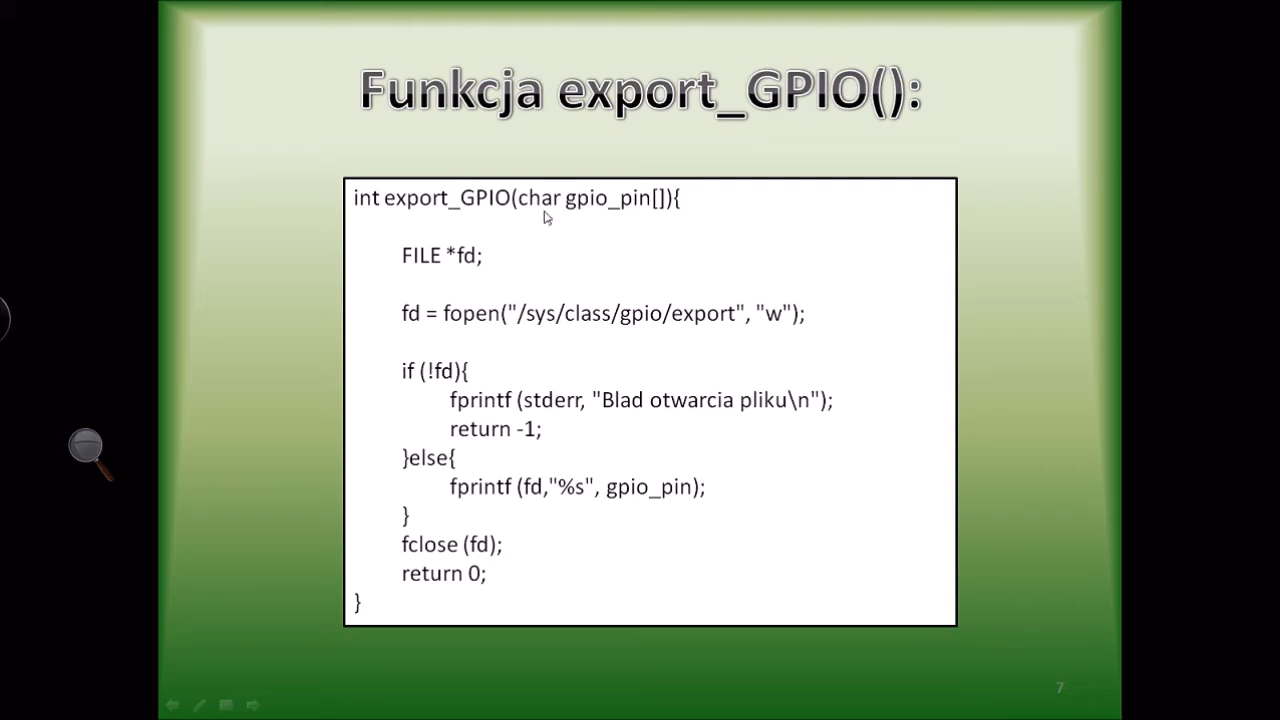 Funkcja export_GPIO():
int export_GPIO(char gpio_pin[]){
FILE *fd;
fd = fopen("/sys/class/gpio/export", "w");
if (!fd){
fprintf (stderr, "Blad otwarcia pliku\n");
return -1;
}else{
fprintf (fd,"%s", gpio_pin);
}
fclose (fd);
return 0;
}
7